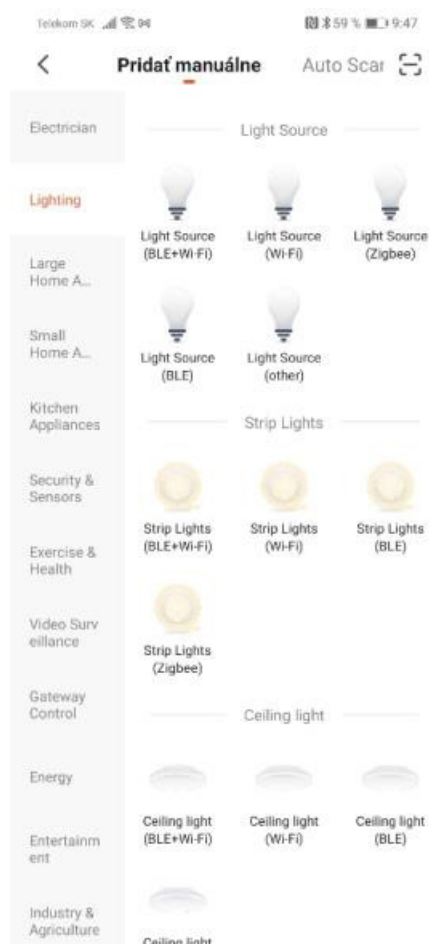 Telekom SK 59 % 9:47
Pridať manuálne Auto Scar
Electrician
Lighting
Large
Home A...
Small
Home A...
Kitchen
Appliances
Security &
Sensors
Exercise &
Health
Video Surv
eillance
Gateway
Control
Energy
Entertainm
ent
Industry &
Agriculture
Light Source
Light Source
(BLE+Wi-Fi)
Light Source
(Wi-Fi)
Light Source
(Zigbee)
Light Source
(BLE)
Light Source
(other)
Strip Lights
Strip Lights
(BLE+Wi-Fi)
Strip Lights
(Wi-Fi)
Strip Lights
(BLE)
Strip Lights
(Zigbee)
Ceiling light
Ceiling light
(BLE+Wi-Fi)
Ceiling light
(Wi-Fi)
Ceiling light
(BLE)
Ceiling light